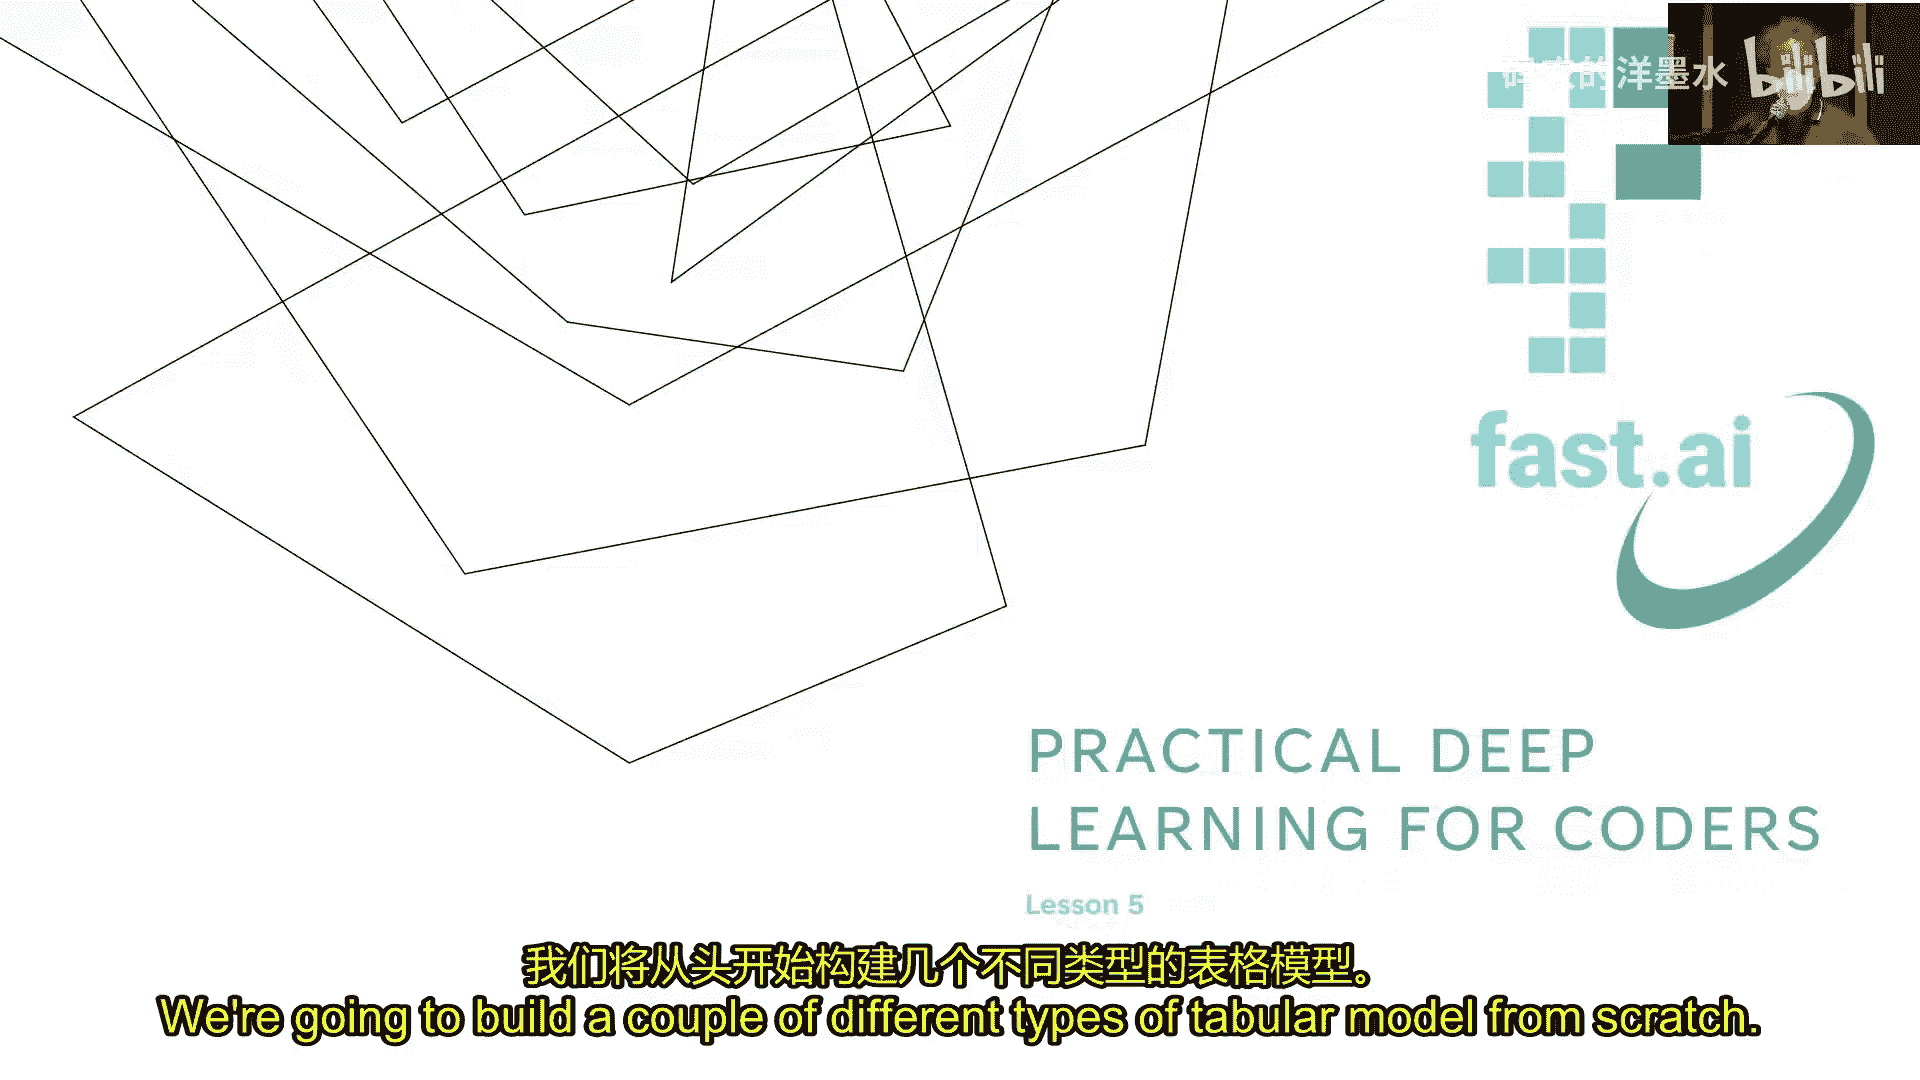 的洋墨水
bilibili
fast.ai
PRACTICAL DEEP
LEARNING FOR CODERS
Lesson 5
我们将从头开始构建几个不同类型的表格模型。
We're going to build a couple of different types of tabular model from scratch.